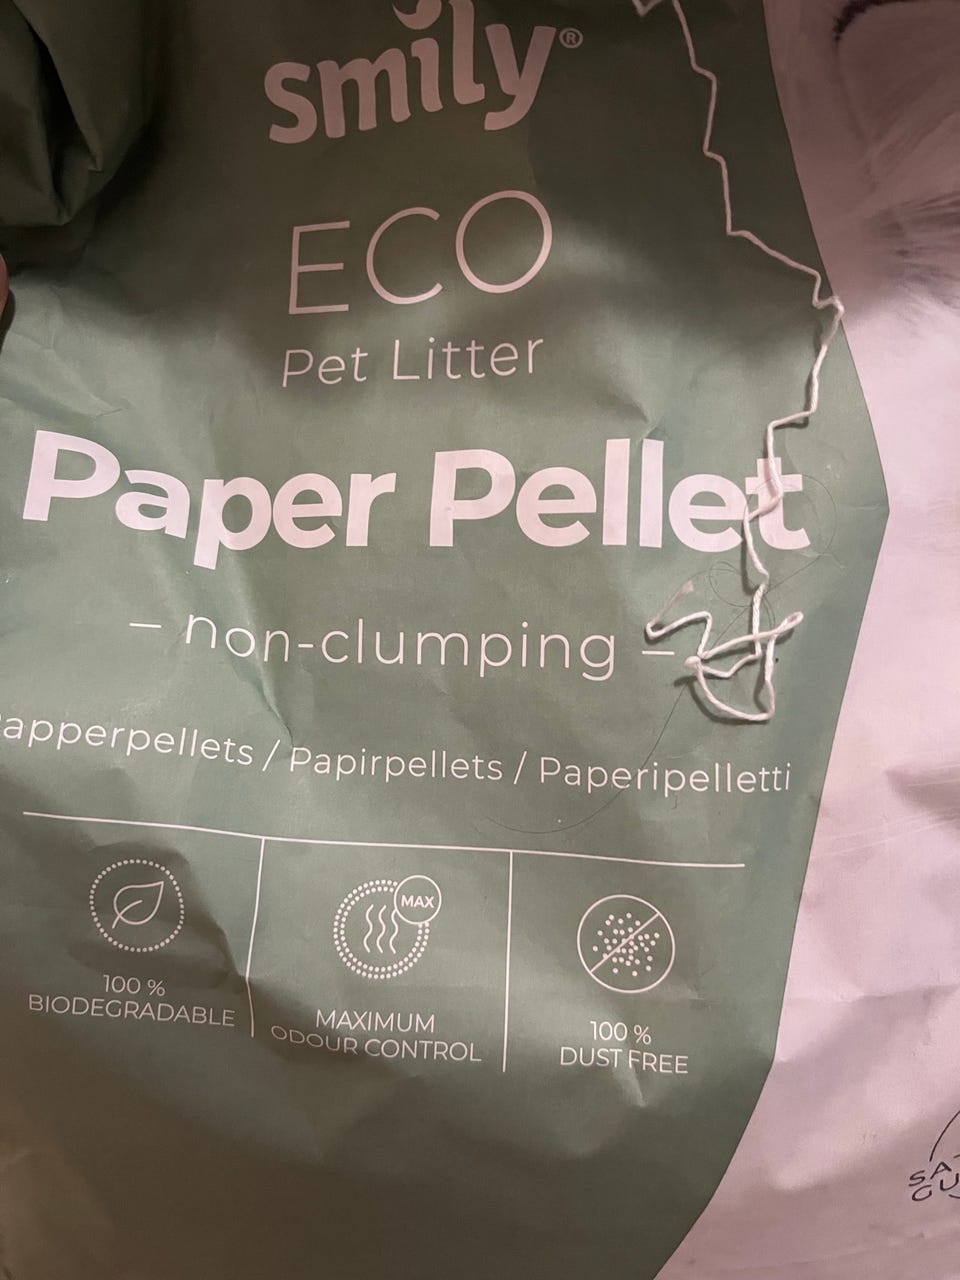 smily®
ECO
Pet Litter
Paper Pellet
– non-clumping –
apperpellets / Papirpellets / Paperipelletti
100 %
BIODEGRADABLE
MAX
MAXIMUM
ODOUR CONTROL
100 %
DUST FREE